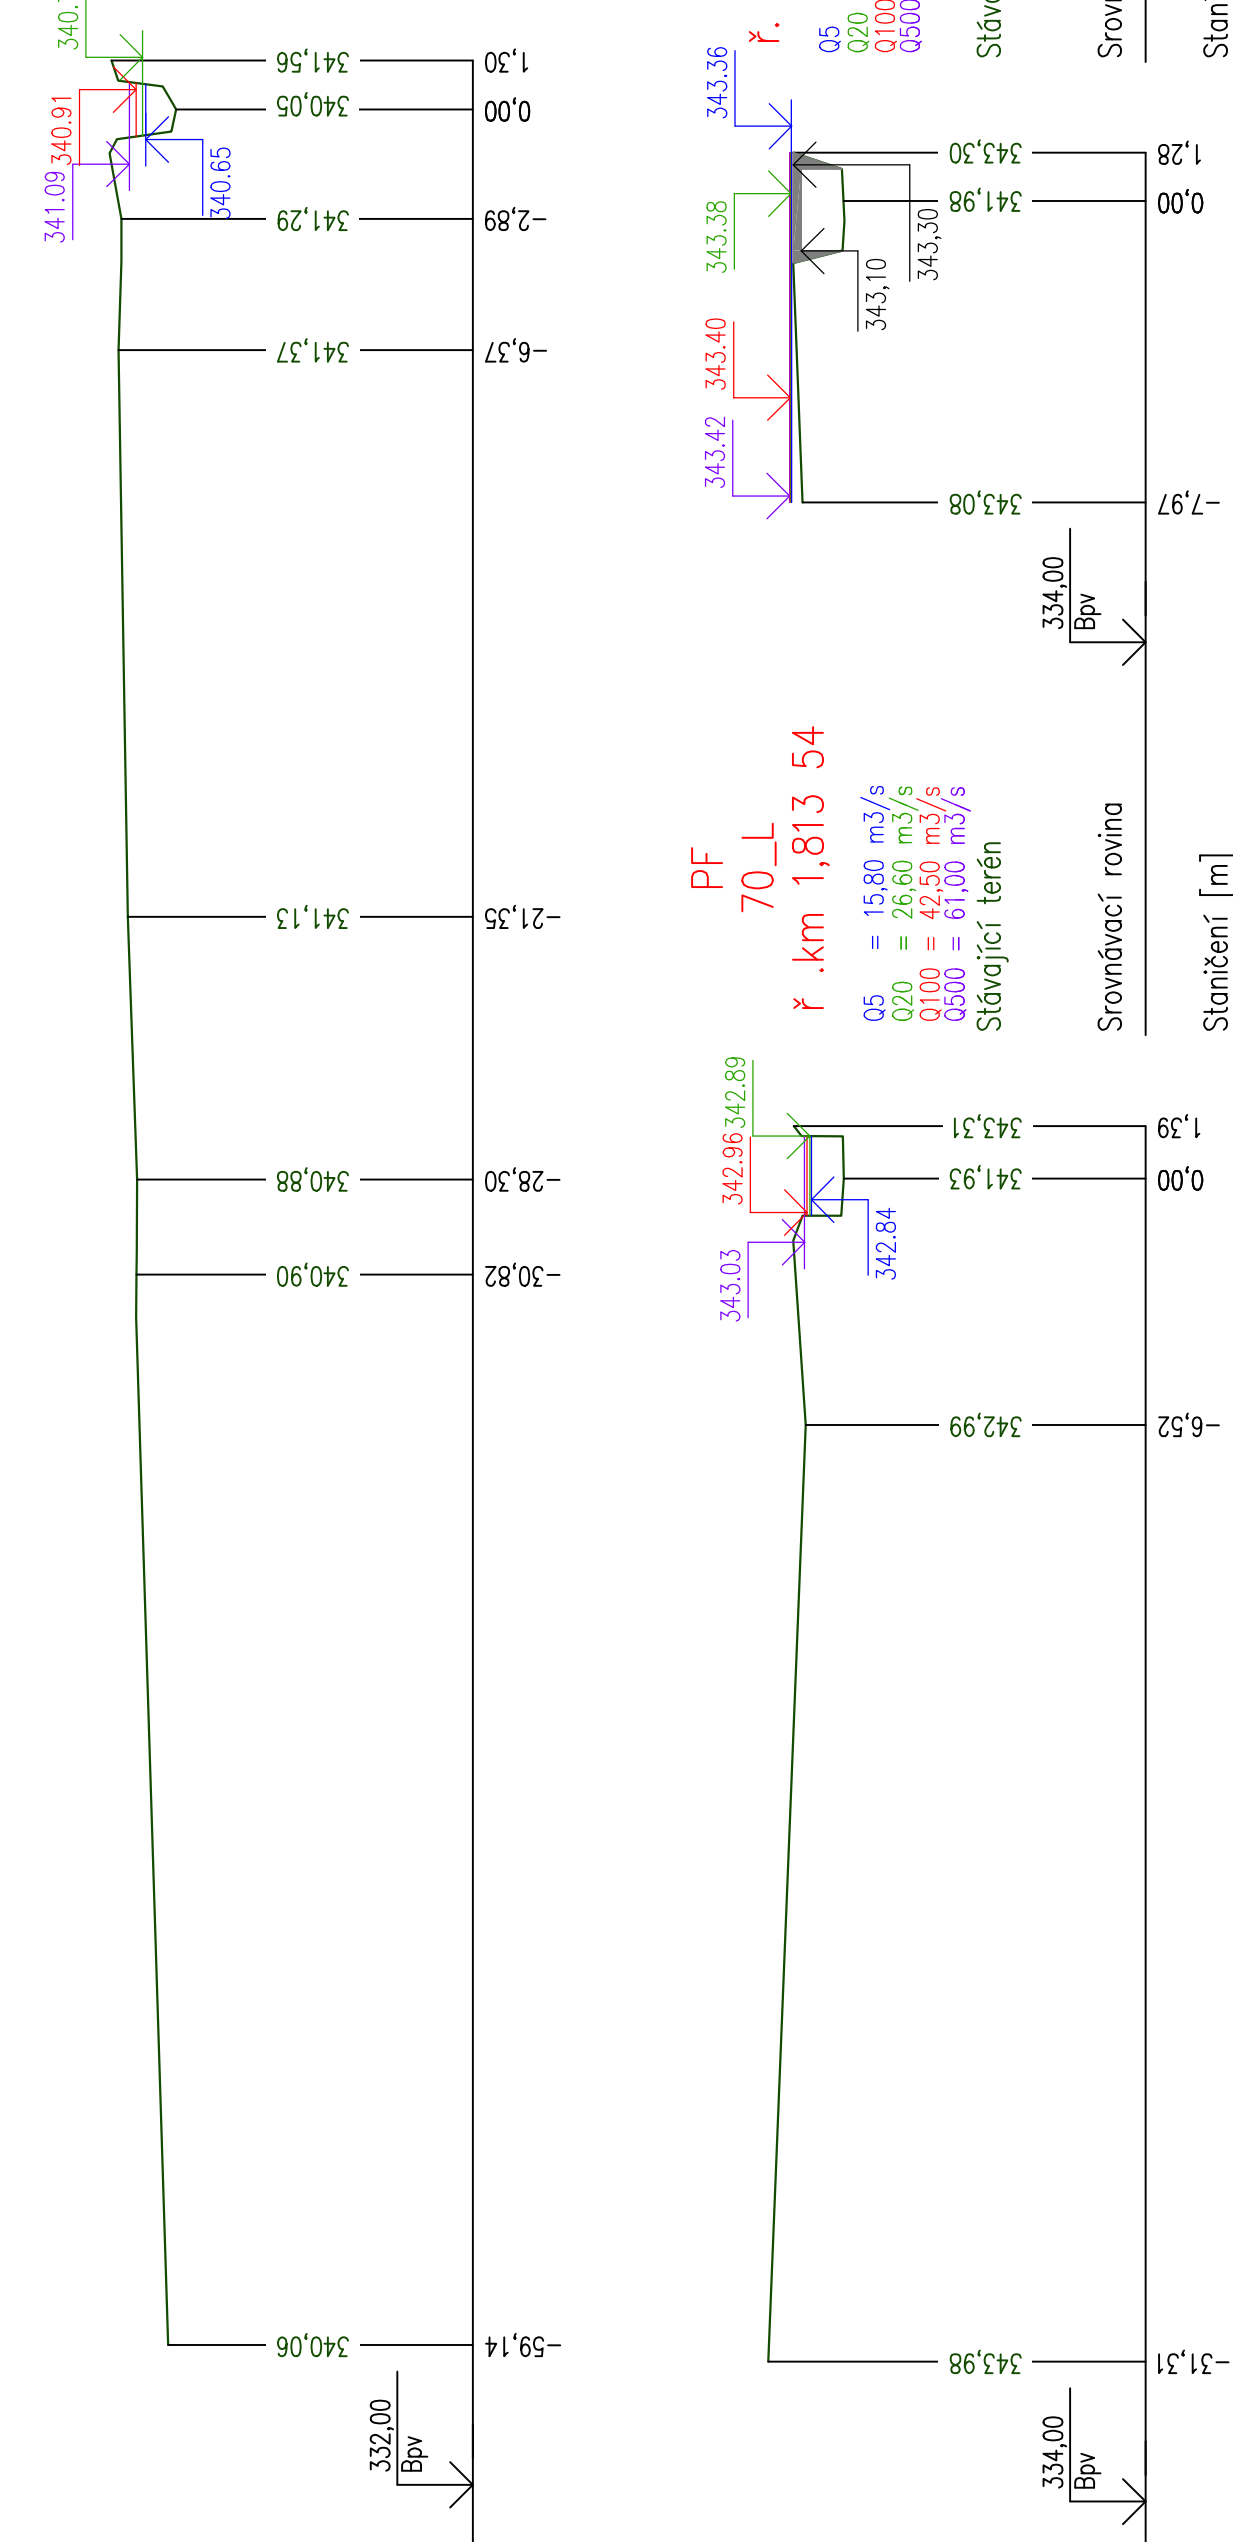 341.09
340.91
340.65
341,56
340,05
341,29
341,37
341,13
340,88
340,90
340,06
1,30
0,00
-2,89
-6,37
-21,35
-28,30
-30,82
-59,14
332,00
Bpv
ř.
Q5
Q20
Q100
Q500
343.36
343.38
343.40
343.42
343,30
343,10
343,30
341,98
343,08
1,28
0,00
-7,97
334,00
Bpv
PF
70_L
ř .km 1,813 54
Q5 = 15,80 m3/s
Q20 = 26,60 m3/s
Q100 = 42,50 m3/s
Q500 = 61,00 m3/s
Stávající terén
Srovnávací rovina
Staničení [m]
342.89
342.96
343.03
342.84
343,31
341,93
342,99
343,98
1,39
0,00
-6,52
-31,31
334,00
Bpv